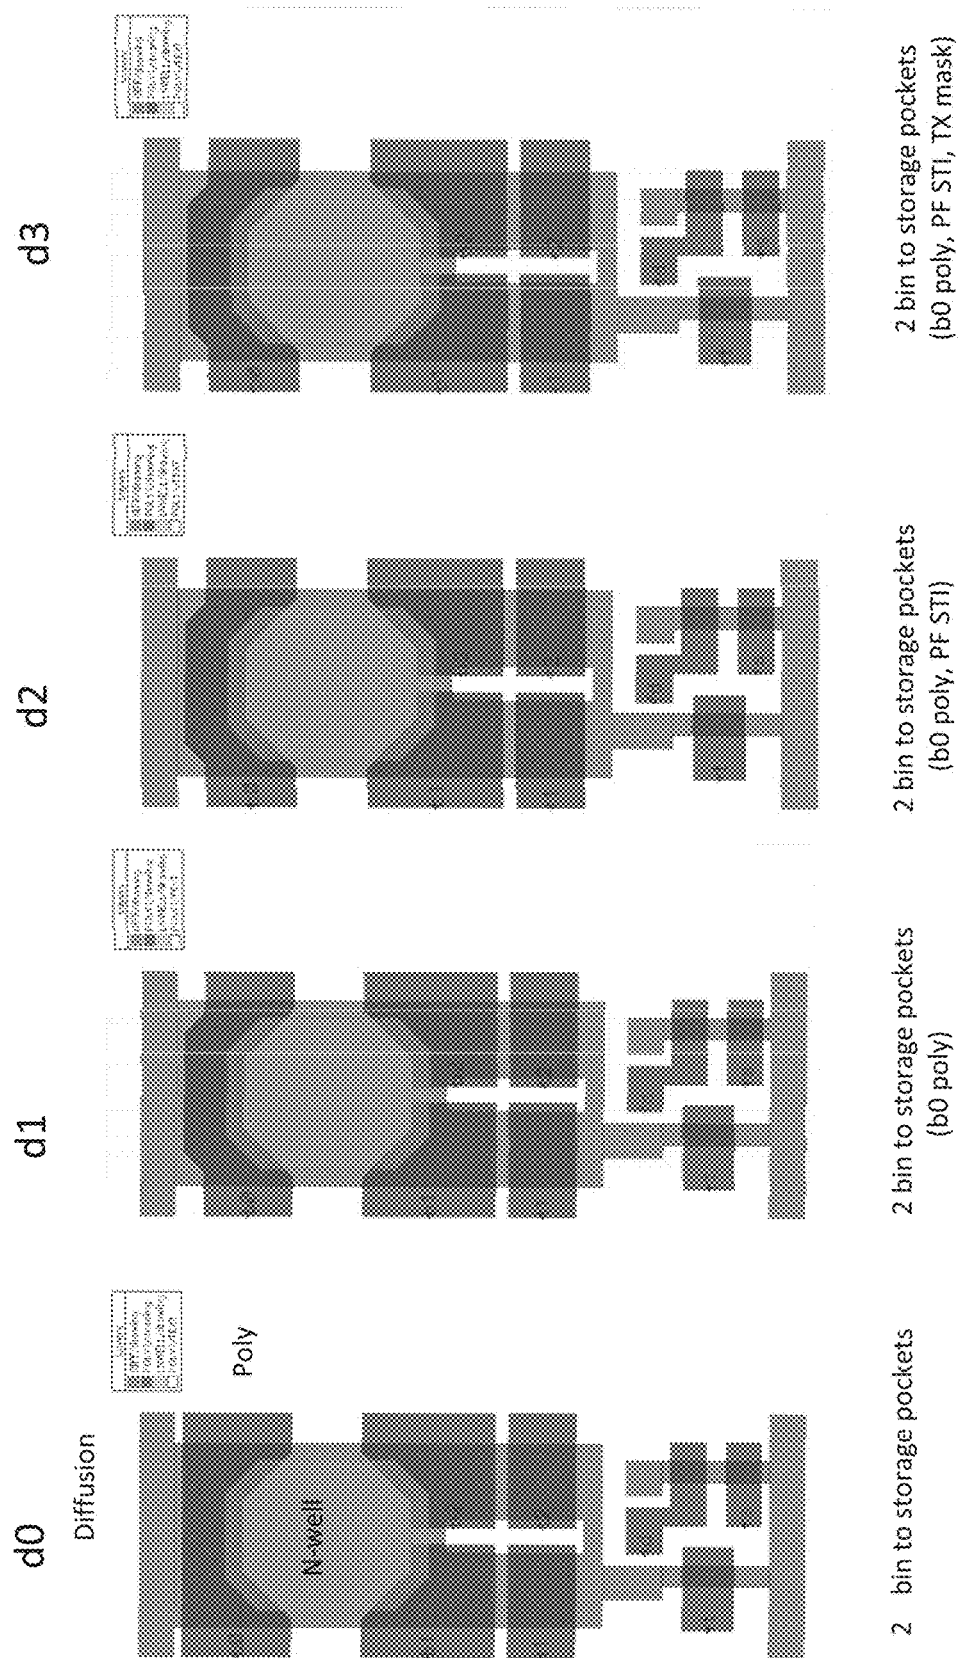 d0
d1
d2
d3
Diffusion
Poly
N-well
2 bin to storage pockets
2 bin to storage pockets
(b0 poly)
2 bin to storage pockets
(b0 poly, PF STI)
2 bin to storage pockets
(b0 poly, PF STI, TX mask)